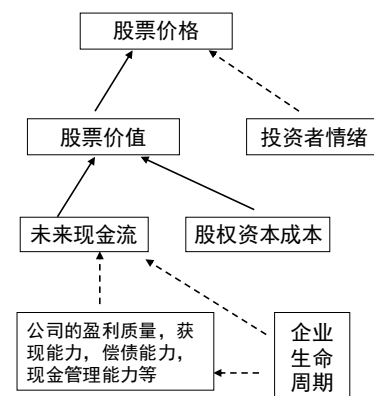 股票价格
股票价值
投资者情绪
未来现金流
股权资本成本
公司的盈利质量，获
现能力，偿债能力，
现金管理能力等
企业
生命
周期